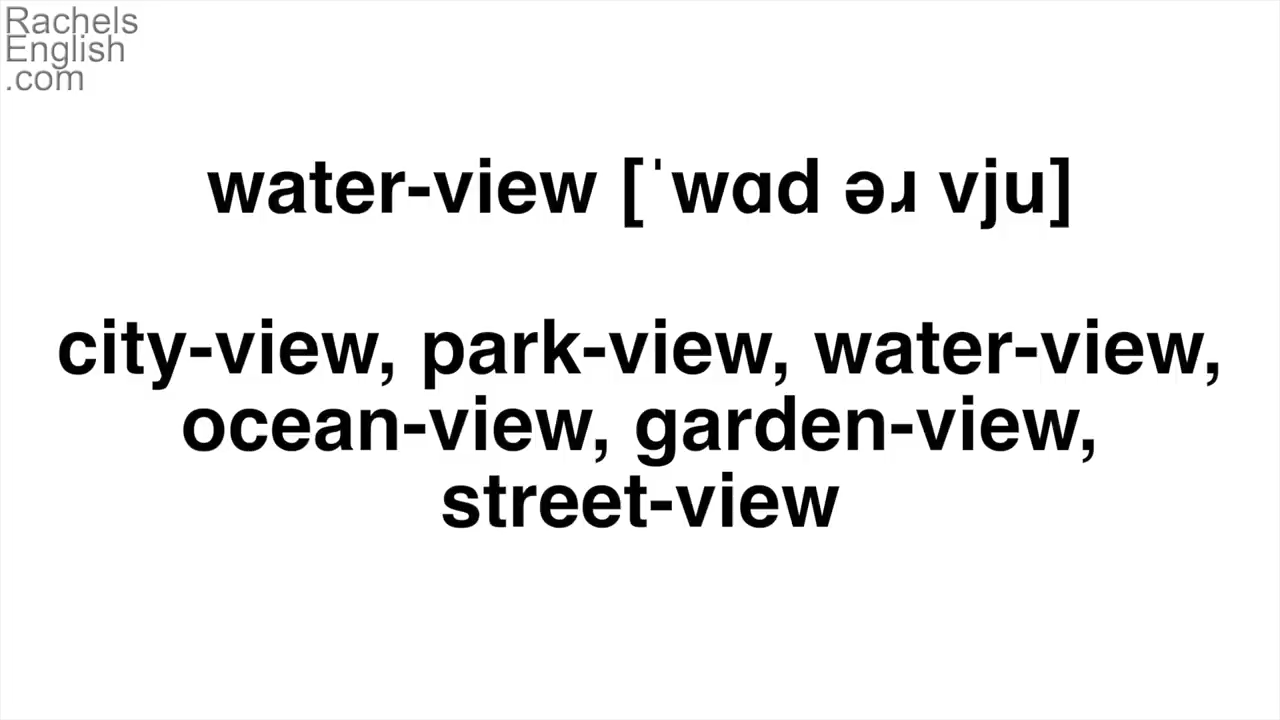 Rachels
English
.com
water-view [ˈwɑd əɹ vju]
city-view, park-view, water-view,
ocean-view, garden-view,
street-view